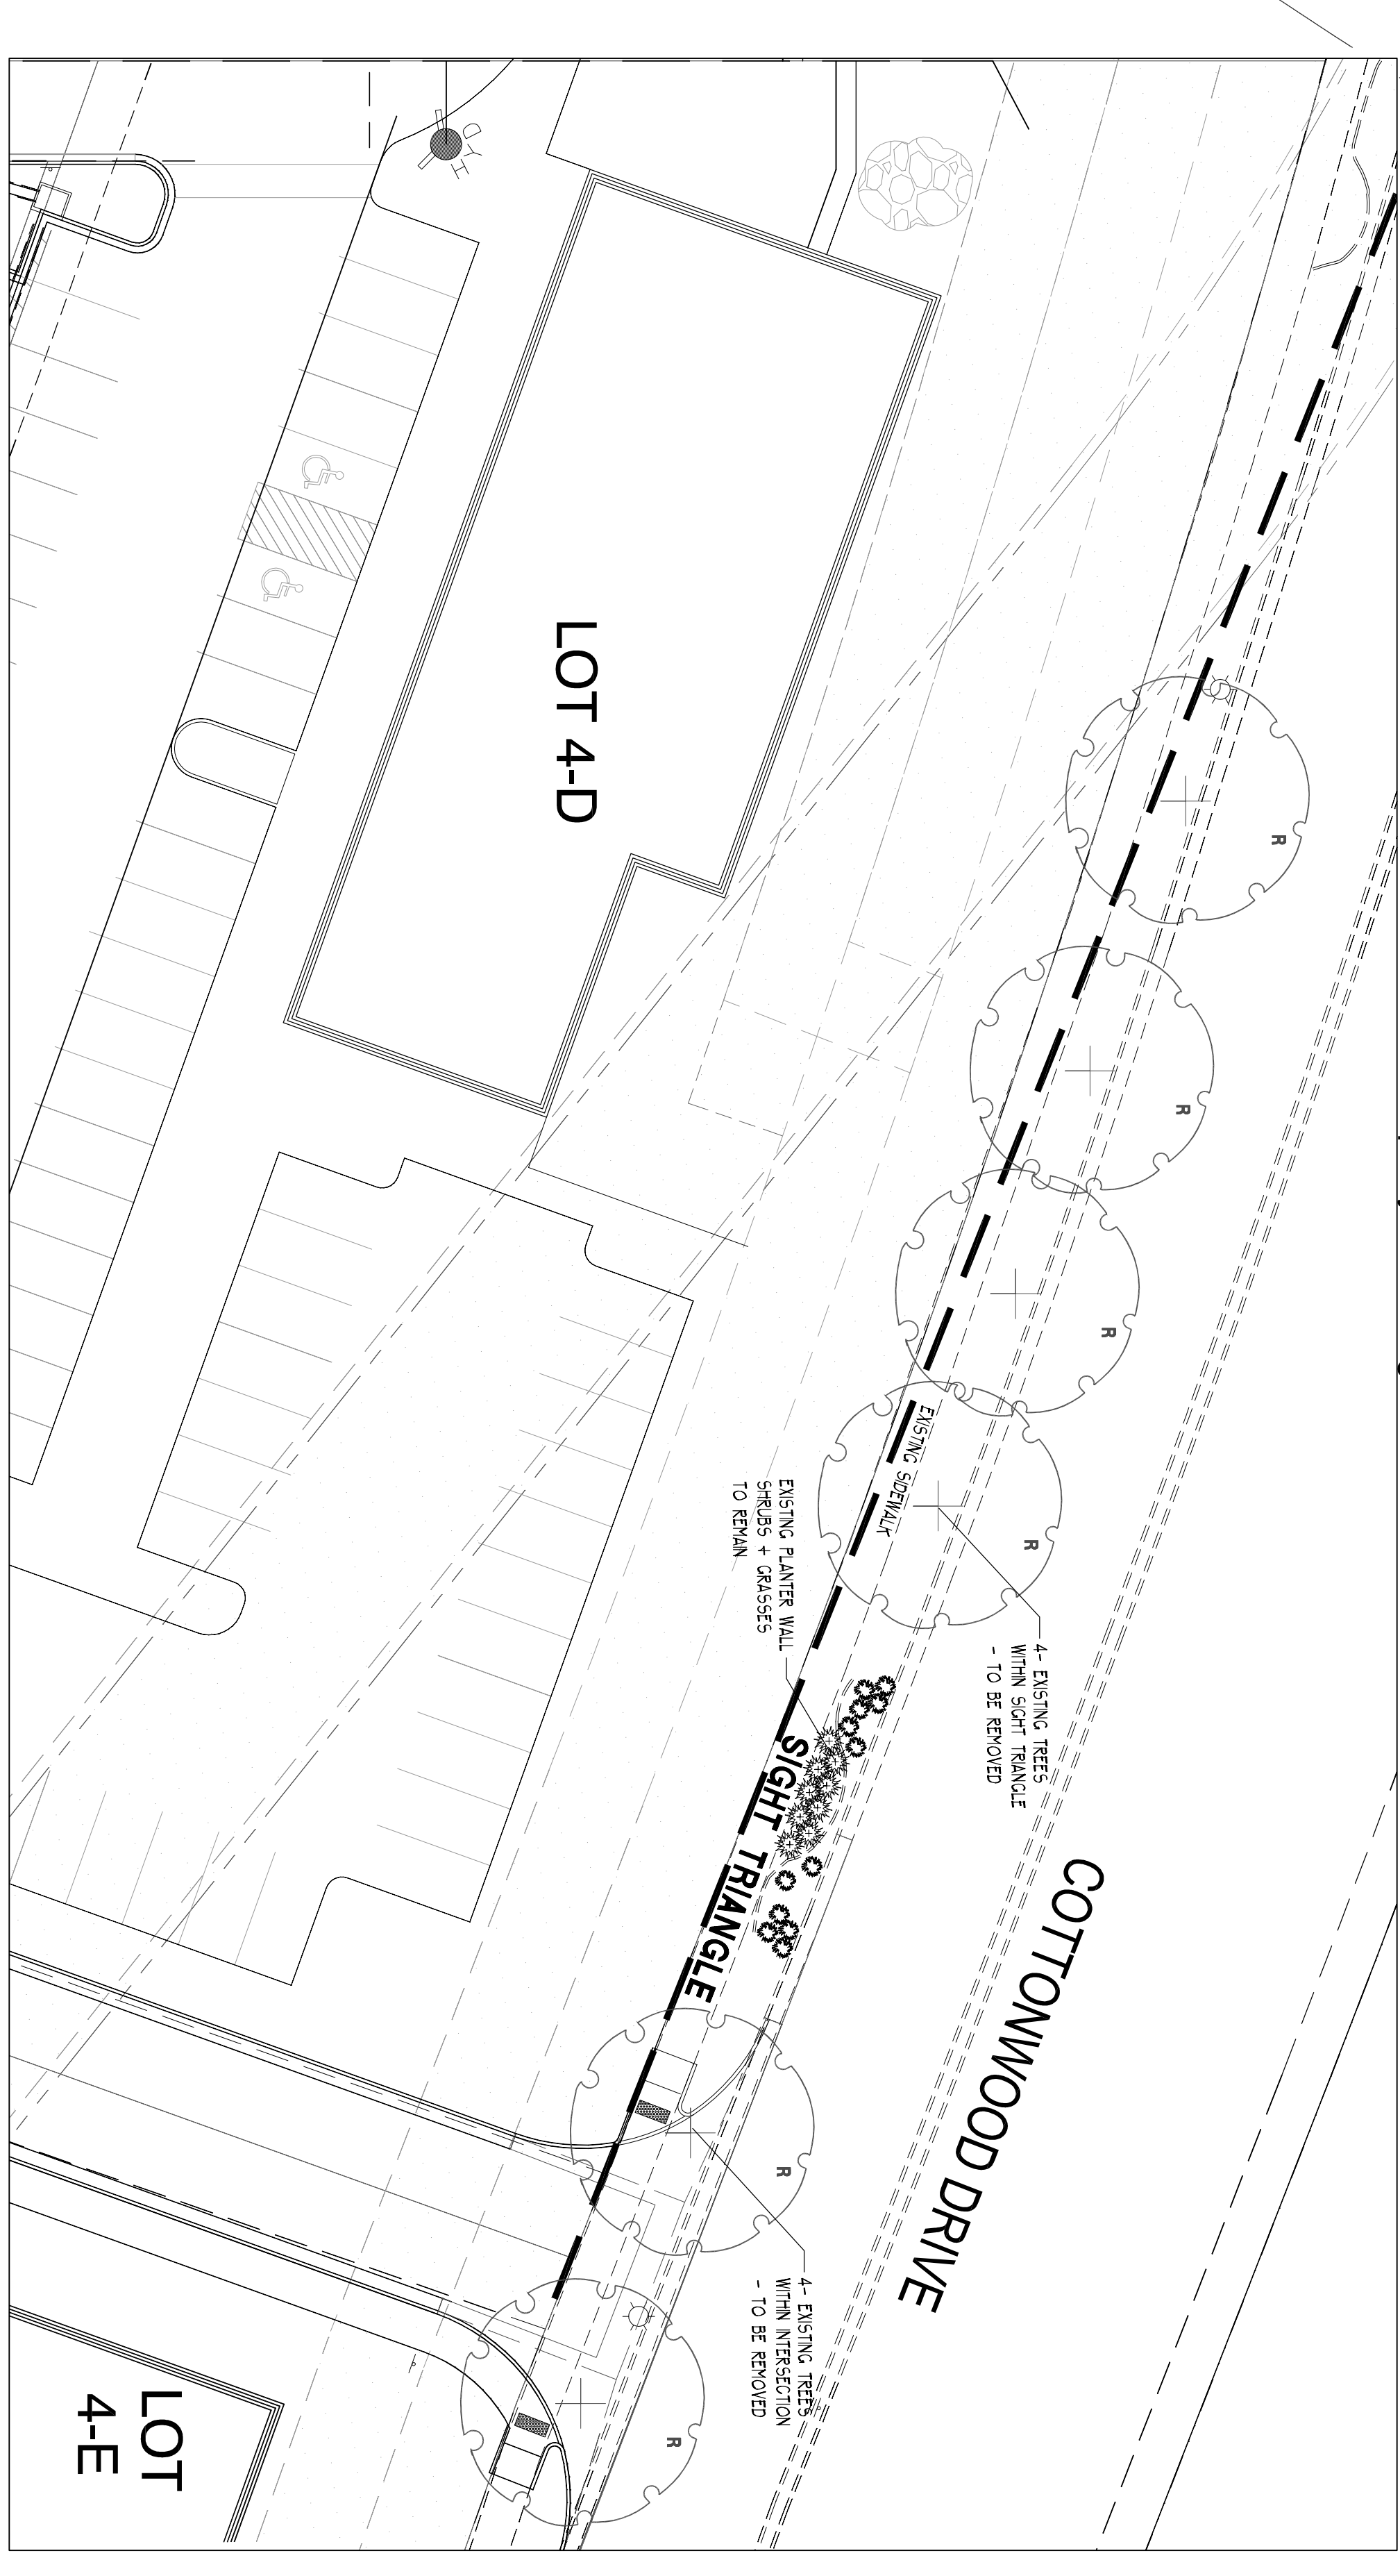 HYD
LOT 4-D
R
R
R
R
EXISTING SIDEWALK
EXISTING PLANTER WALL
SHRUBS + GRASSES
TO REMAIN
4- EXISTING TREES
WITHIN SIGHT TRIANGLE
- TO BE REMOVED
SIGHT TRIANGLE
COTTONWOOD DRIVE
R
4- EXISTING TREES
WITHIN INTERSECTION
- TO BE REMOVED
R
LOT
4-E